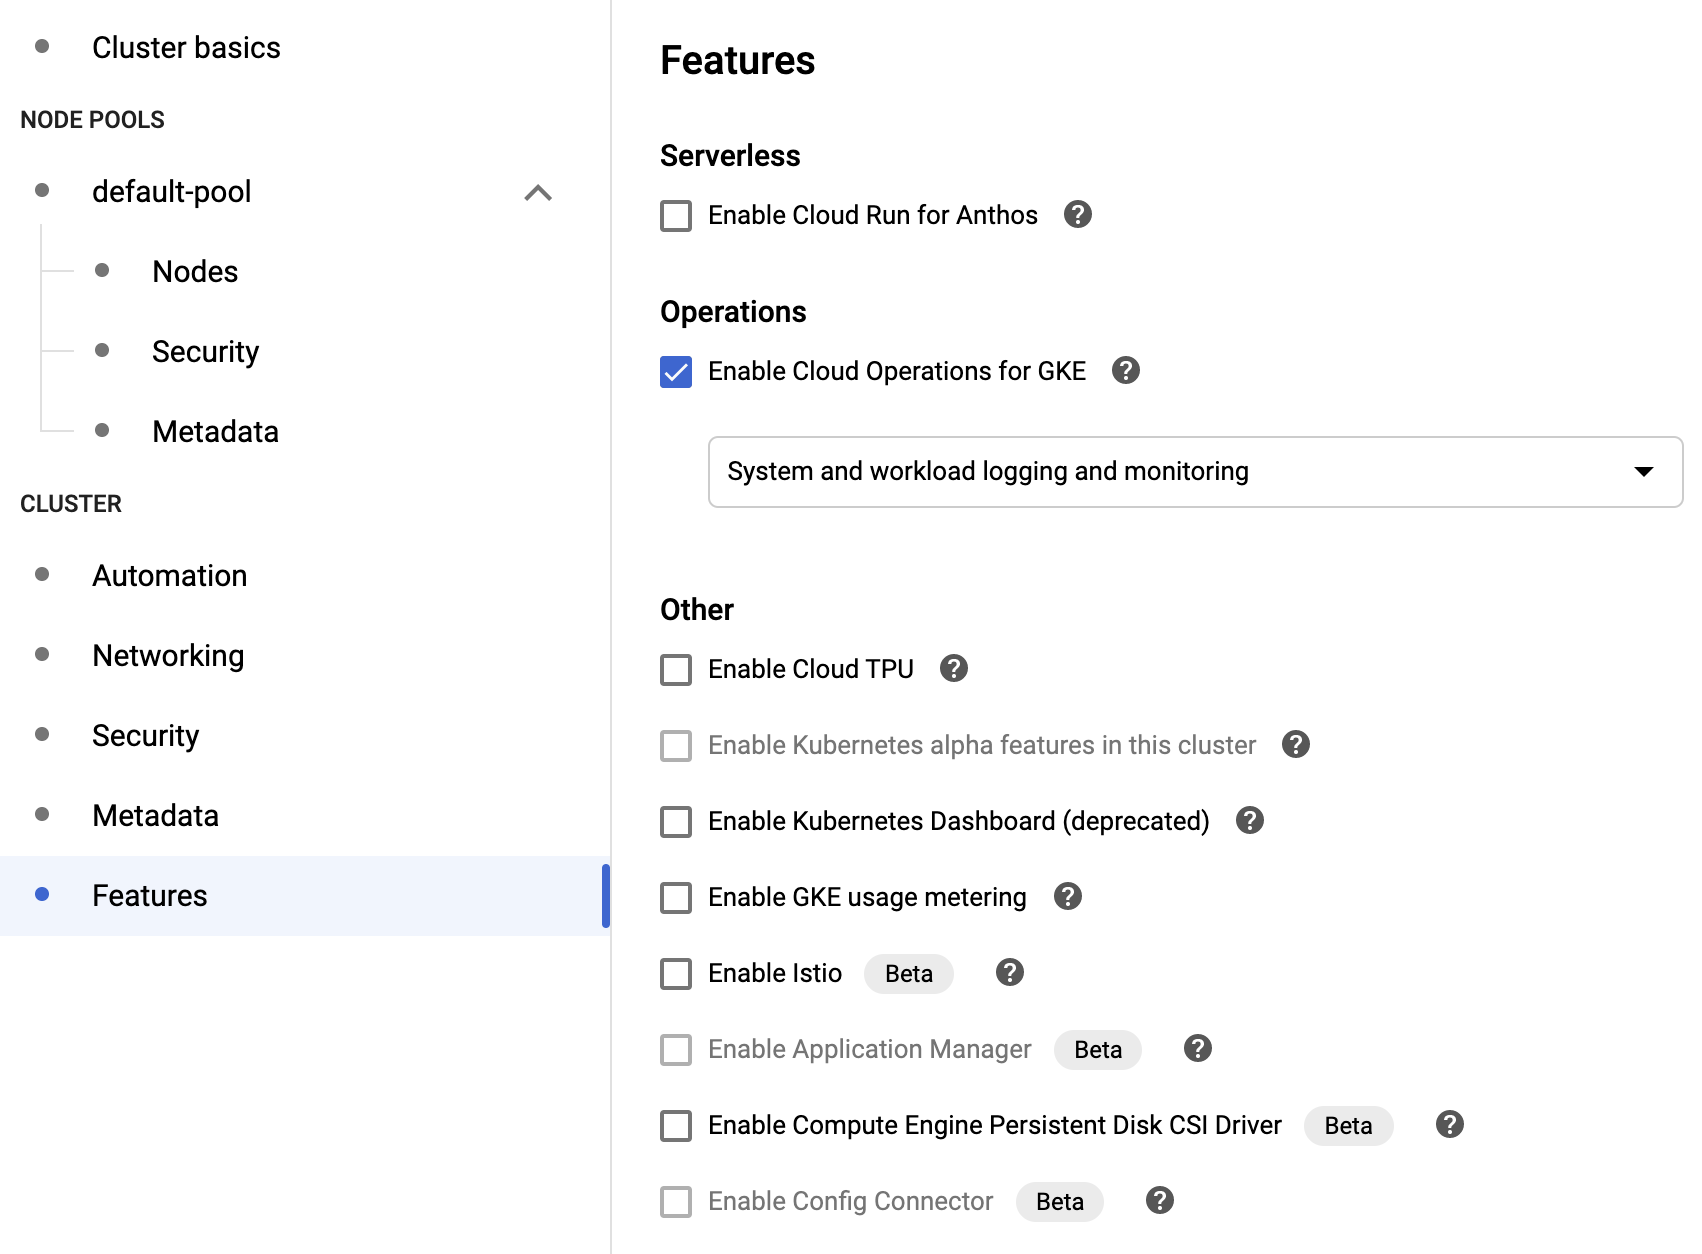 Cluster basics
NODE POOLS
default-pool
Nodes
Security
Metadata
CLUSTER
Automation
Networking
Security
Metadata
Features
Features
Serverless
Enable Cloud Run for Anthos
Operations
Enable Cloud Operations for GKE
System and workload logging and monitoring
Other
Enable Cloud TPU
Enable Kubernetes alpha features in this cluster
Enable Kubernetes Dashboard (deprecated)
Enable GKE usage metering
Enable Istio Beta
Enable Application Manager Beta
Enable Compute Engine Persistent Disk CSI Driver Beta
Enable Config Connector Beta